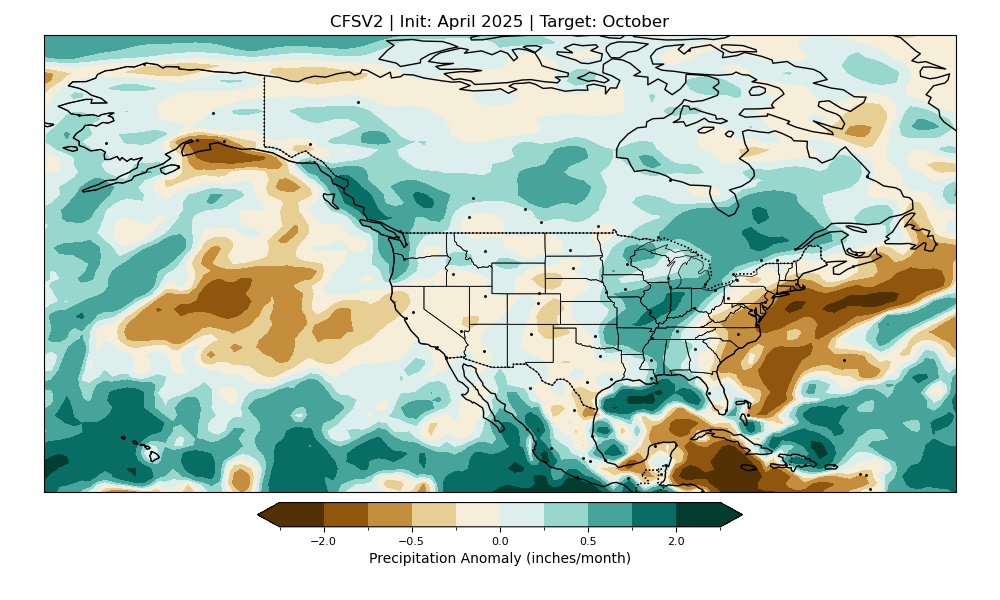 CFSV2 | Init: April 2025 | Target: October
−2.0 −0.5 0.0 0.5 2.0
Precipitation Anomaly (inches/month)